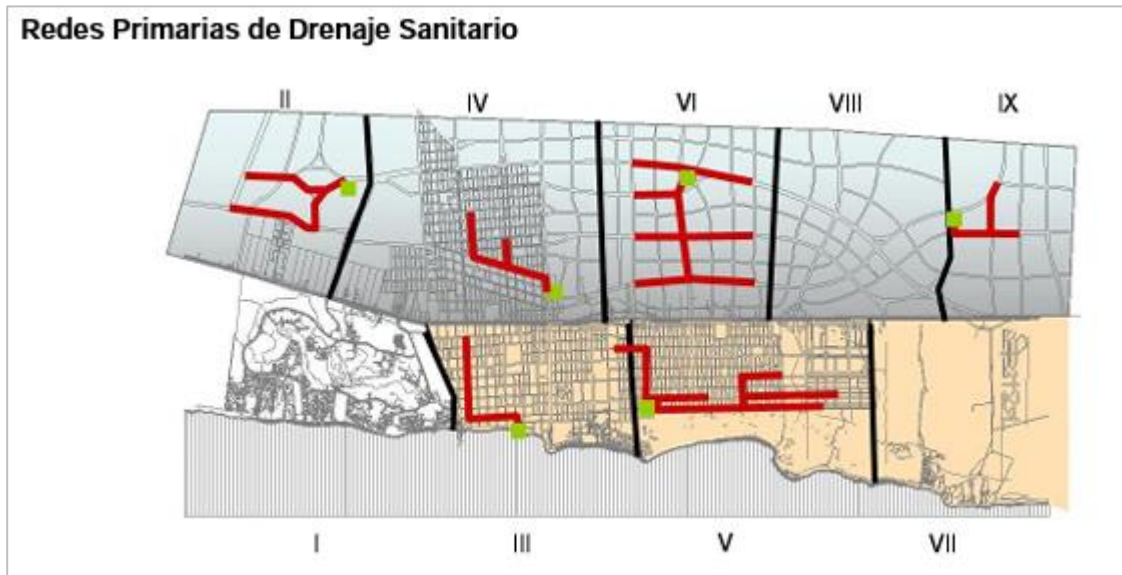 Redes Primarias de Drenaje Sanitario
II IV VI VIII IX
I III V VII